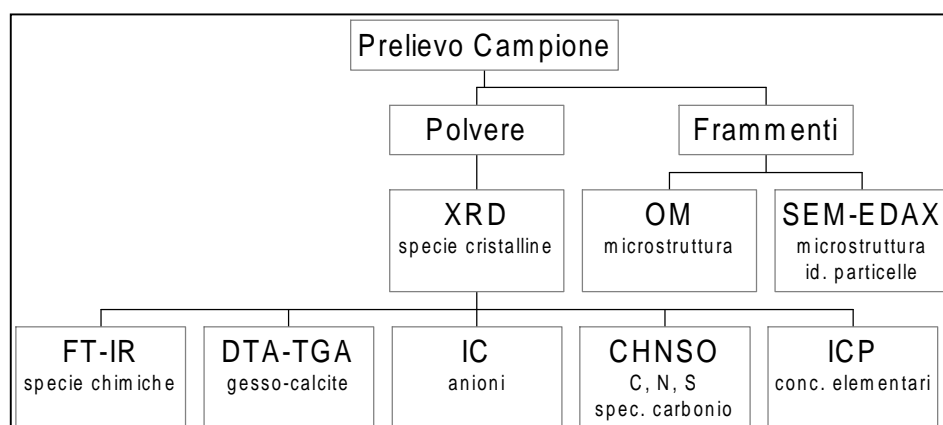 Prelievo Campione
Polvere
Frammenti
XRD
specie cristalline
OM
microstruttura
SEM-EDAX
microstruttura
id. particelle
FT-IR
specie chimiche
DTA-TGA
gesso-calcite
IC
anioni
CHNSO
C, N, S
spec. carbonio
ICP
conc. elementari